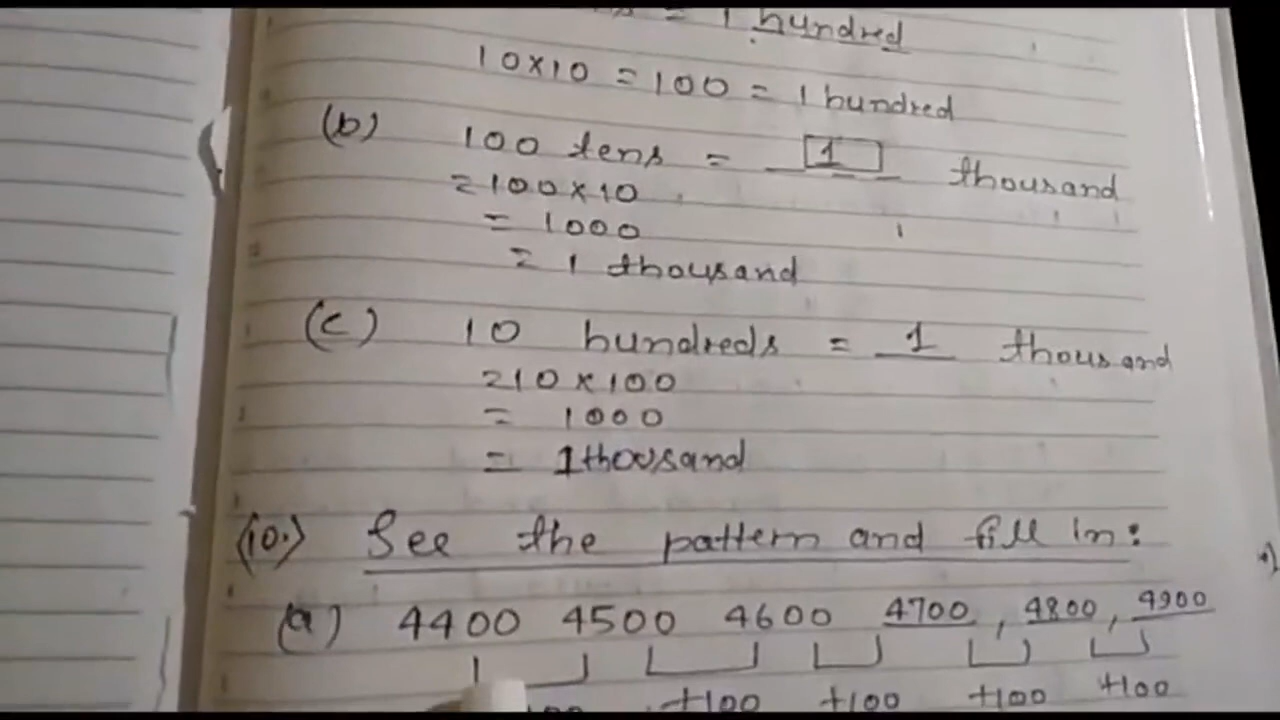 = 1 hundred
10×10 = 100 = 1 hundred
(b) 100 tens = 1 thousand
= 100×10
= 1000
= 1 thousand
(c) 10 hundreds = 1 thousand
= 10×100
= 1000
= 1 thousand
(10.) See the pattern and fill in:
(a) 4400 4500 4600 4700, 4800, 4900
+100 +100 +100 +100